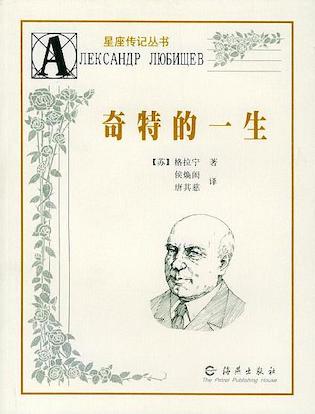 星座传记丛书
АЛЕКСАНДР ЛЮБИЩЕВ
奇特的一生
【苏】格拉宁 著
侯焕闳
唐其慈 译
海燕出版社
The Petrel Publishing House